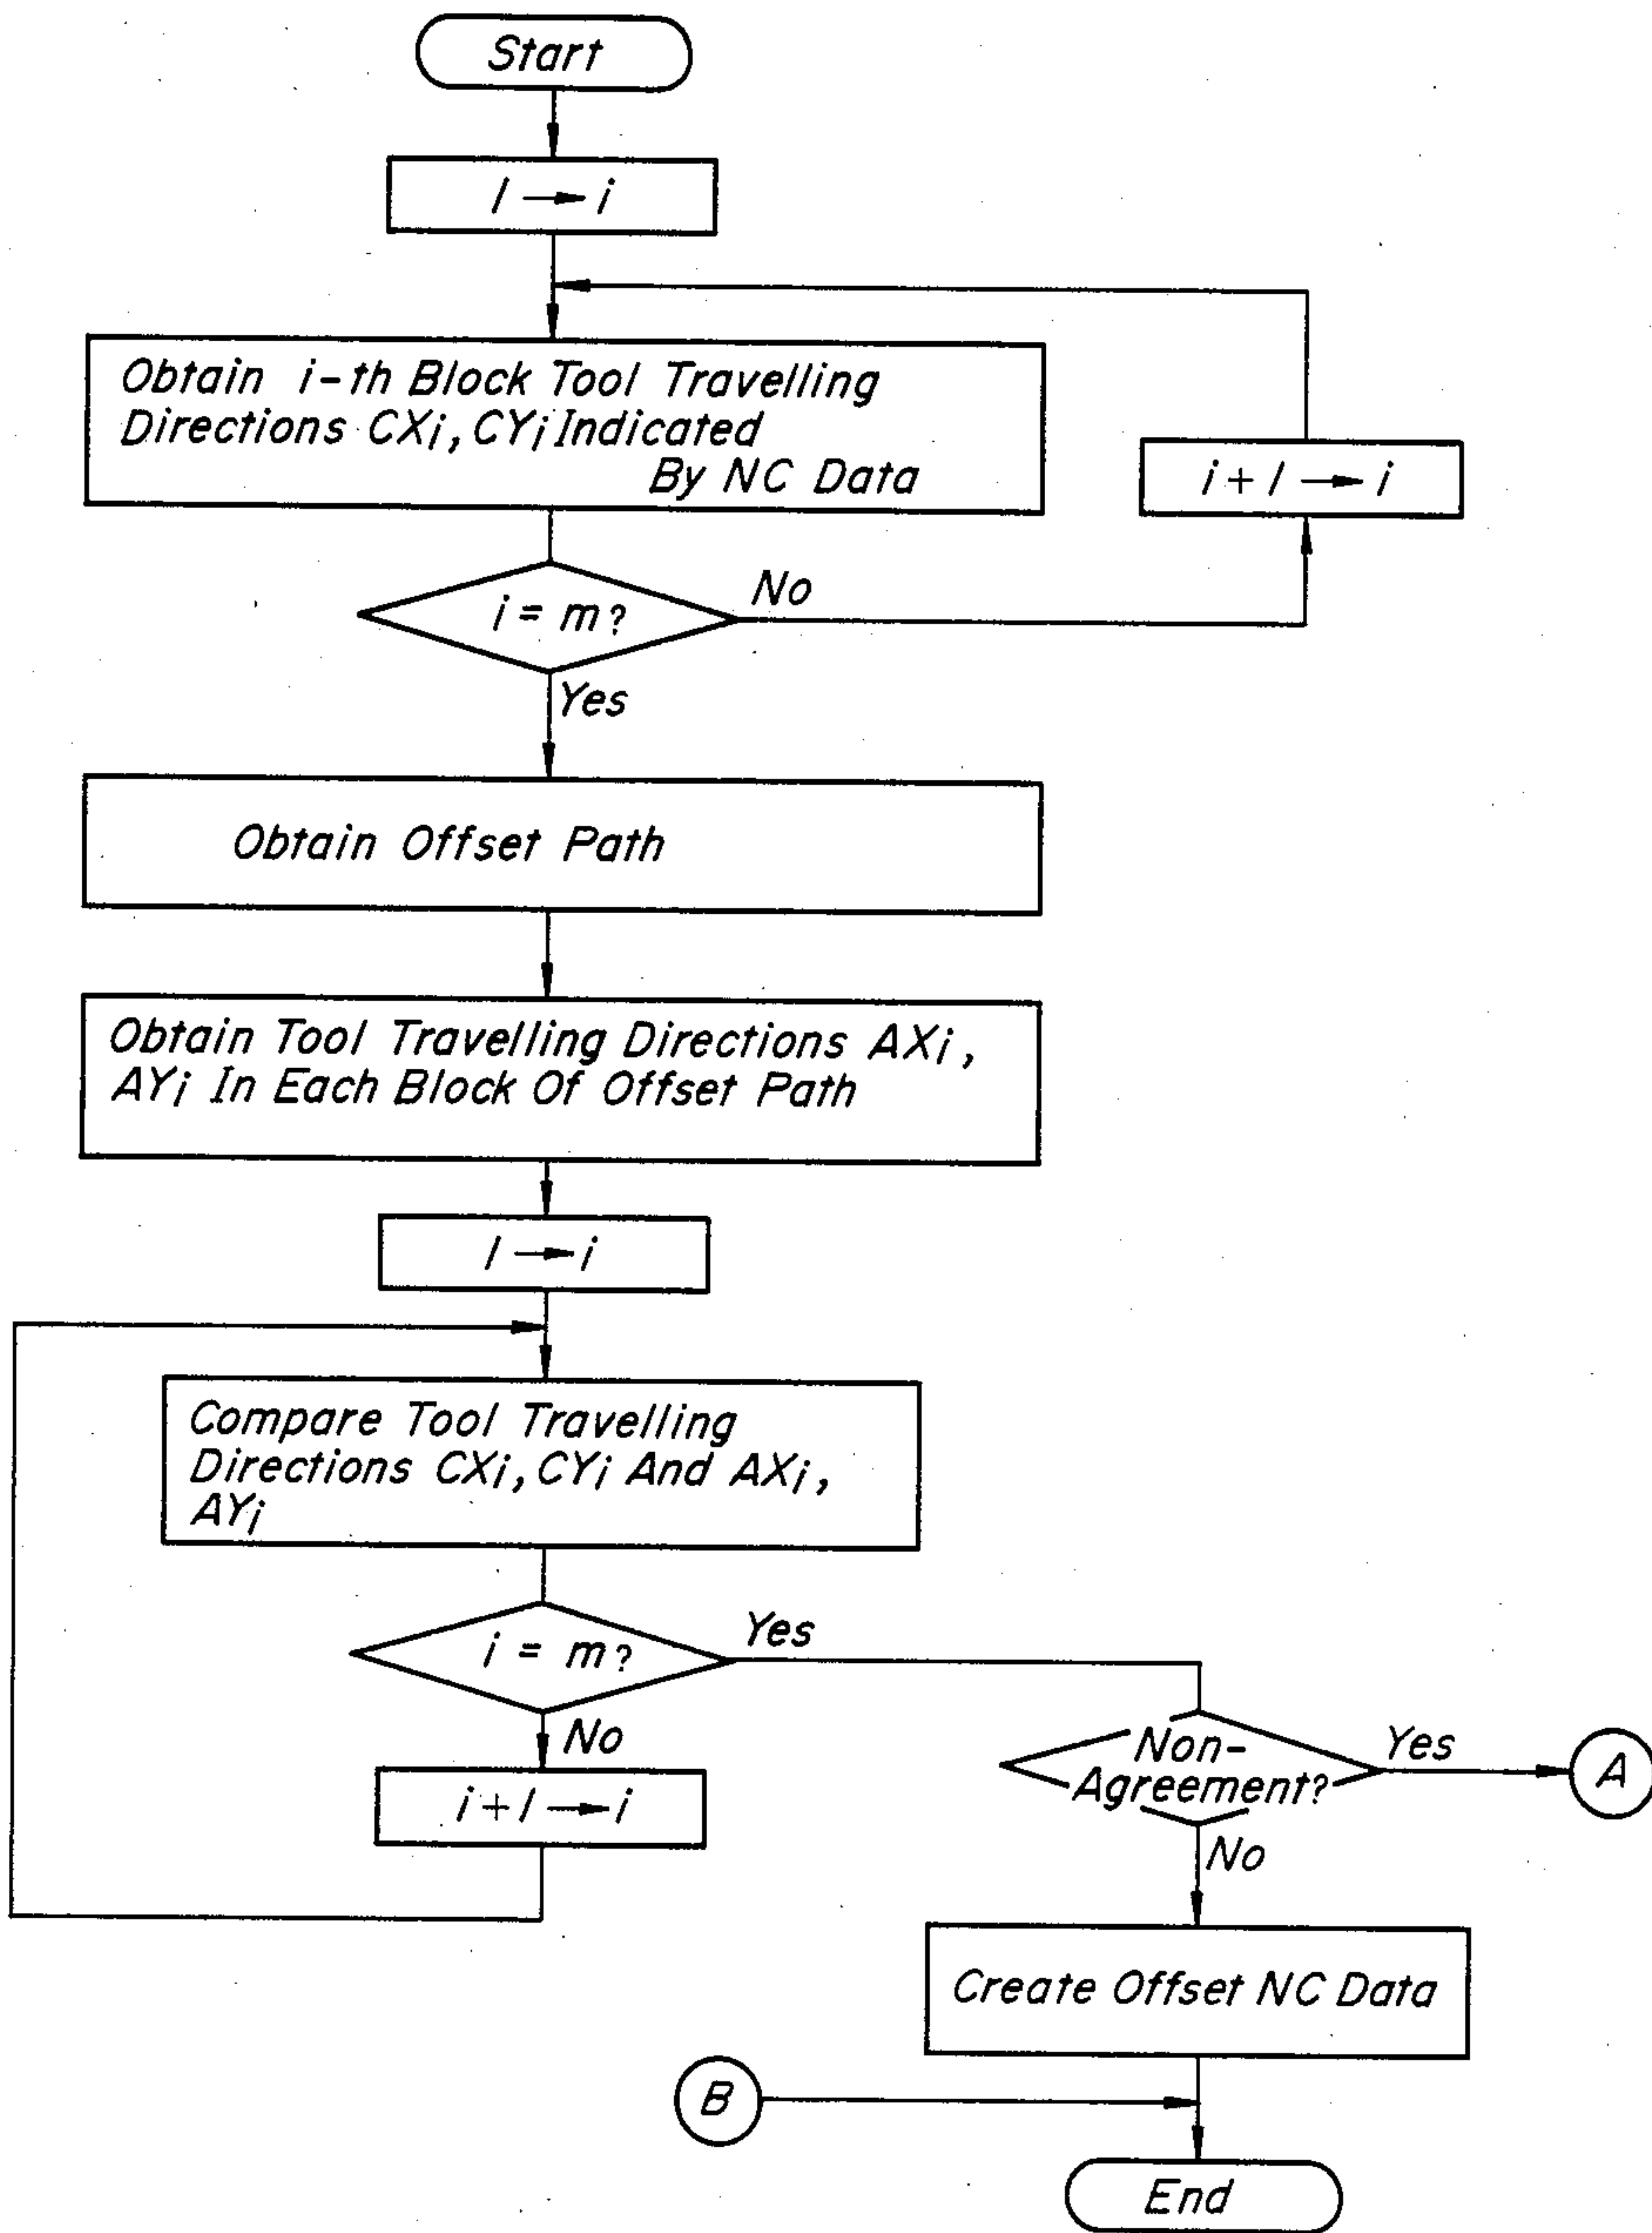 Start
1 → i
Obtain i-th Block Tool Travelling
Directions CXi, CYi Indicated
By NC Data
i+1 → i
i = m?
No
Yes
Obtain Offset Path
Obtain Tool Travelling Directions AXi,
AYi In Each Block Of Offset Path
1 → i
Compare Tool Travelling
Directions CXi, CYi And AXi,
AYi
i = m?
Yes
No
i+1 → i
Non-
Agreement?
Yes
A
No
Create Offset NC Data
B
End